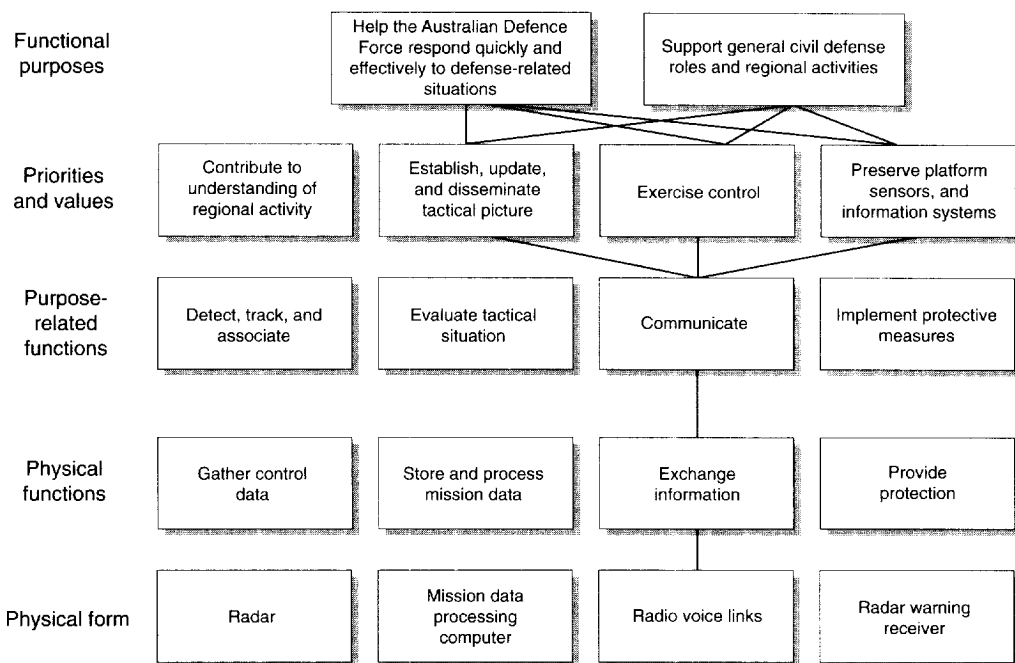 Functional
purposes
Help the Australian Defence
Force respond quickly and
effectively to defense-related
situations
Support general civil defense
roles and regional activities
Priorities
and values
Contribute to
understanding of
regional activity
Establish, update,
and disseminate
tactical picture
Exercise control
Preserve platform
sensors, and
information systems
Purpose-
related
functions
Detect, track, and
associate
Evaluate tactical
situation
Communicate
Implement protective
measures
Physical
functions
Gather control
data
Store and process
mission data
Exchange
information
Provide
protection
Physical form
Radar
Mission data
processing
computer
Radio voice links
Radar warning
receiver